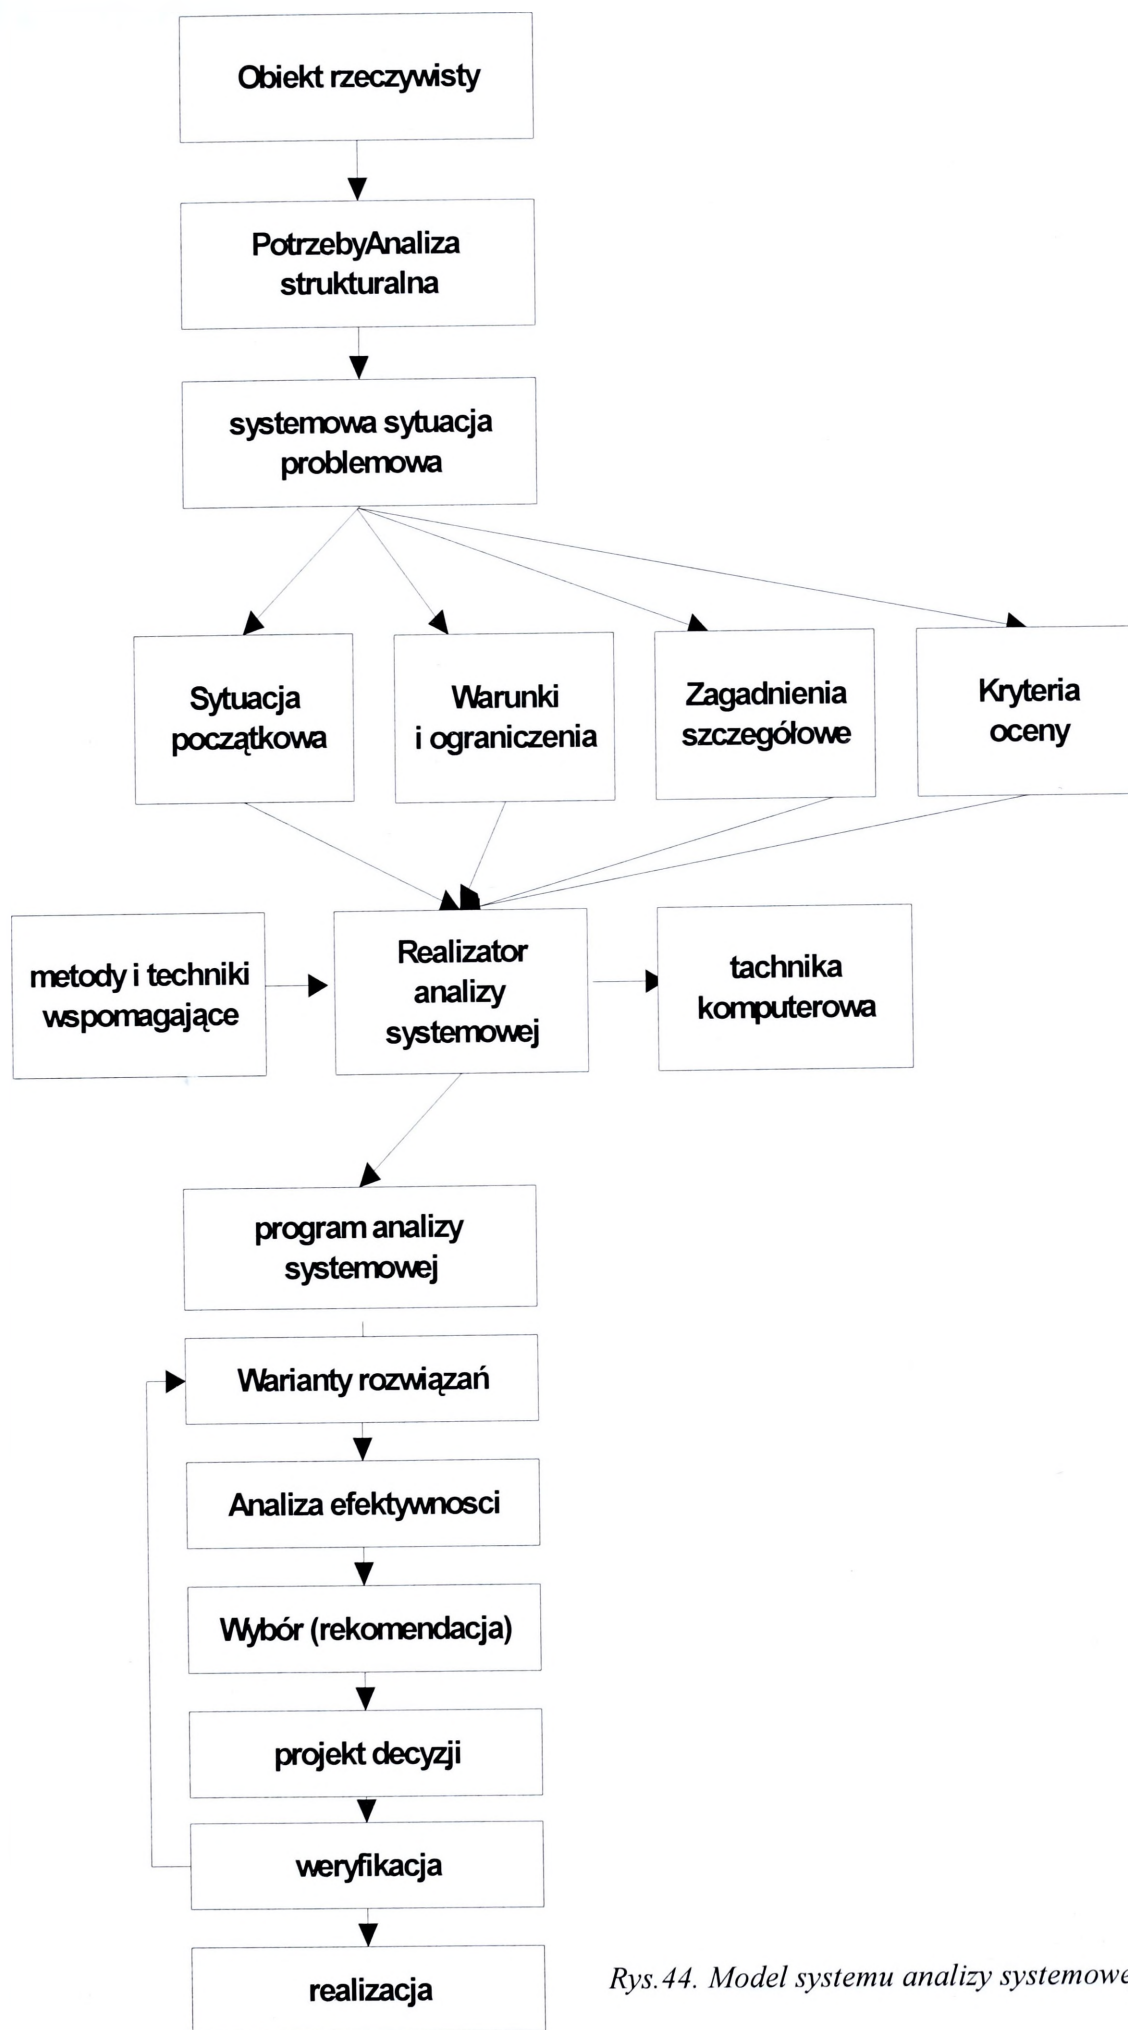 Obiekt rzeczywisty
PotrzebyAnaliza
strukturalna
systemowa sytuacja
problemowa
Sytuacja
początkowa
Warunki
i ograniczenia
Zagadnienia
szczegółowe
Kryteria
oceny
metody i techniki
wspomagające
Realizator
analizy
systemowej
tachnika
komputerowa
program analizy
systemowej
Warianty rozwiązań
Analiza efektywnosci
Wybór (rekomendacja)
projekt decyzji
weryfikacja
realizacja
Rys.44. Model systemu analizy systemowe